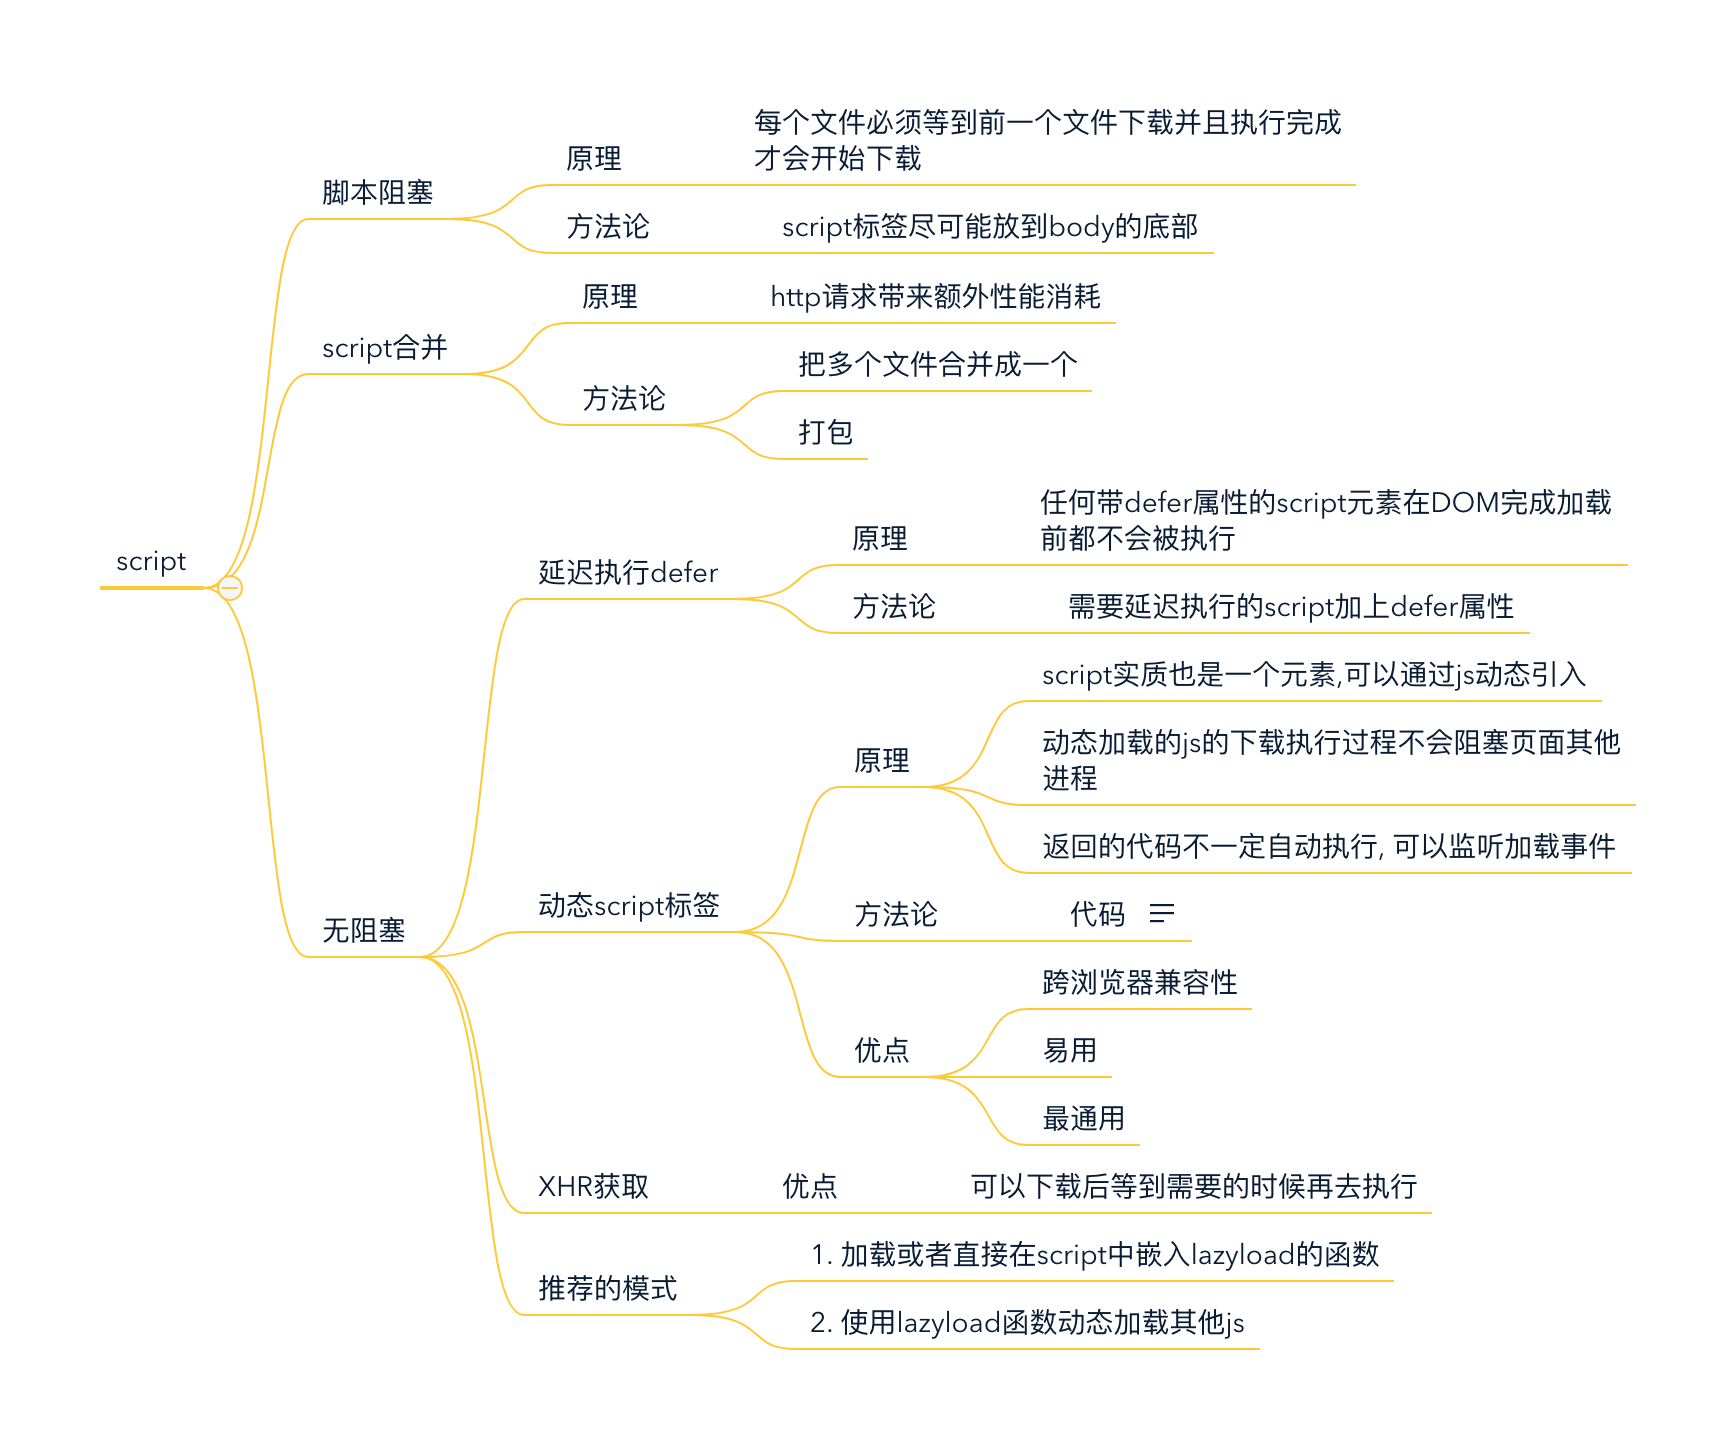 script
脚本阻塞
原理
每个文件必须等到前一个文件下载并且执行完成
才会开始下载
方法论
script标签尽可能放到body的底部
script合并
原理
http请求带来额外性能消耗
方法论
把多个文件合并成一个
打包
无阻塞
延迟执行defer
原理
任何带defer属性的script元素在DOM完成加载
前都不会被执行
方法论
需要延迟执行的script加上defer属性
动态script标签
原理
script实质也是一个元素,可以通过js动态引入
动态加载的js的下载执行过程不会阻塞页面其他
进程
返回的代码不一定自动执行, 可以监听加载事件
方法论
代码
优点
跨浏览器兼容性
易用
最通用
XHR获取
优点
可以下载后等到需要的时候再去执行
推荐的模式
1. 加载或者直接在script中嵌入lazyload的函数
2. 使用lazyload函数动态加载其他js